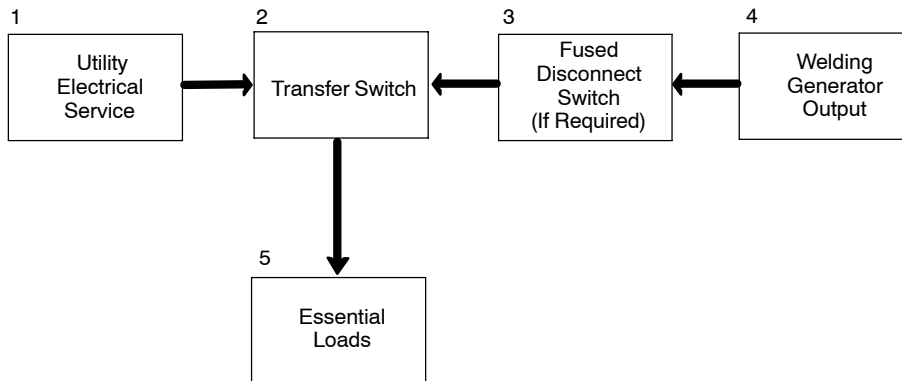 1
Utility
Electrical
Service
2
Transfer Switch
3
Fused
Disconnect
Switch
(If Required)
4
Welding
Generator
Output
5
Essential
Loads